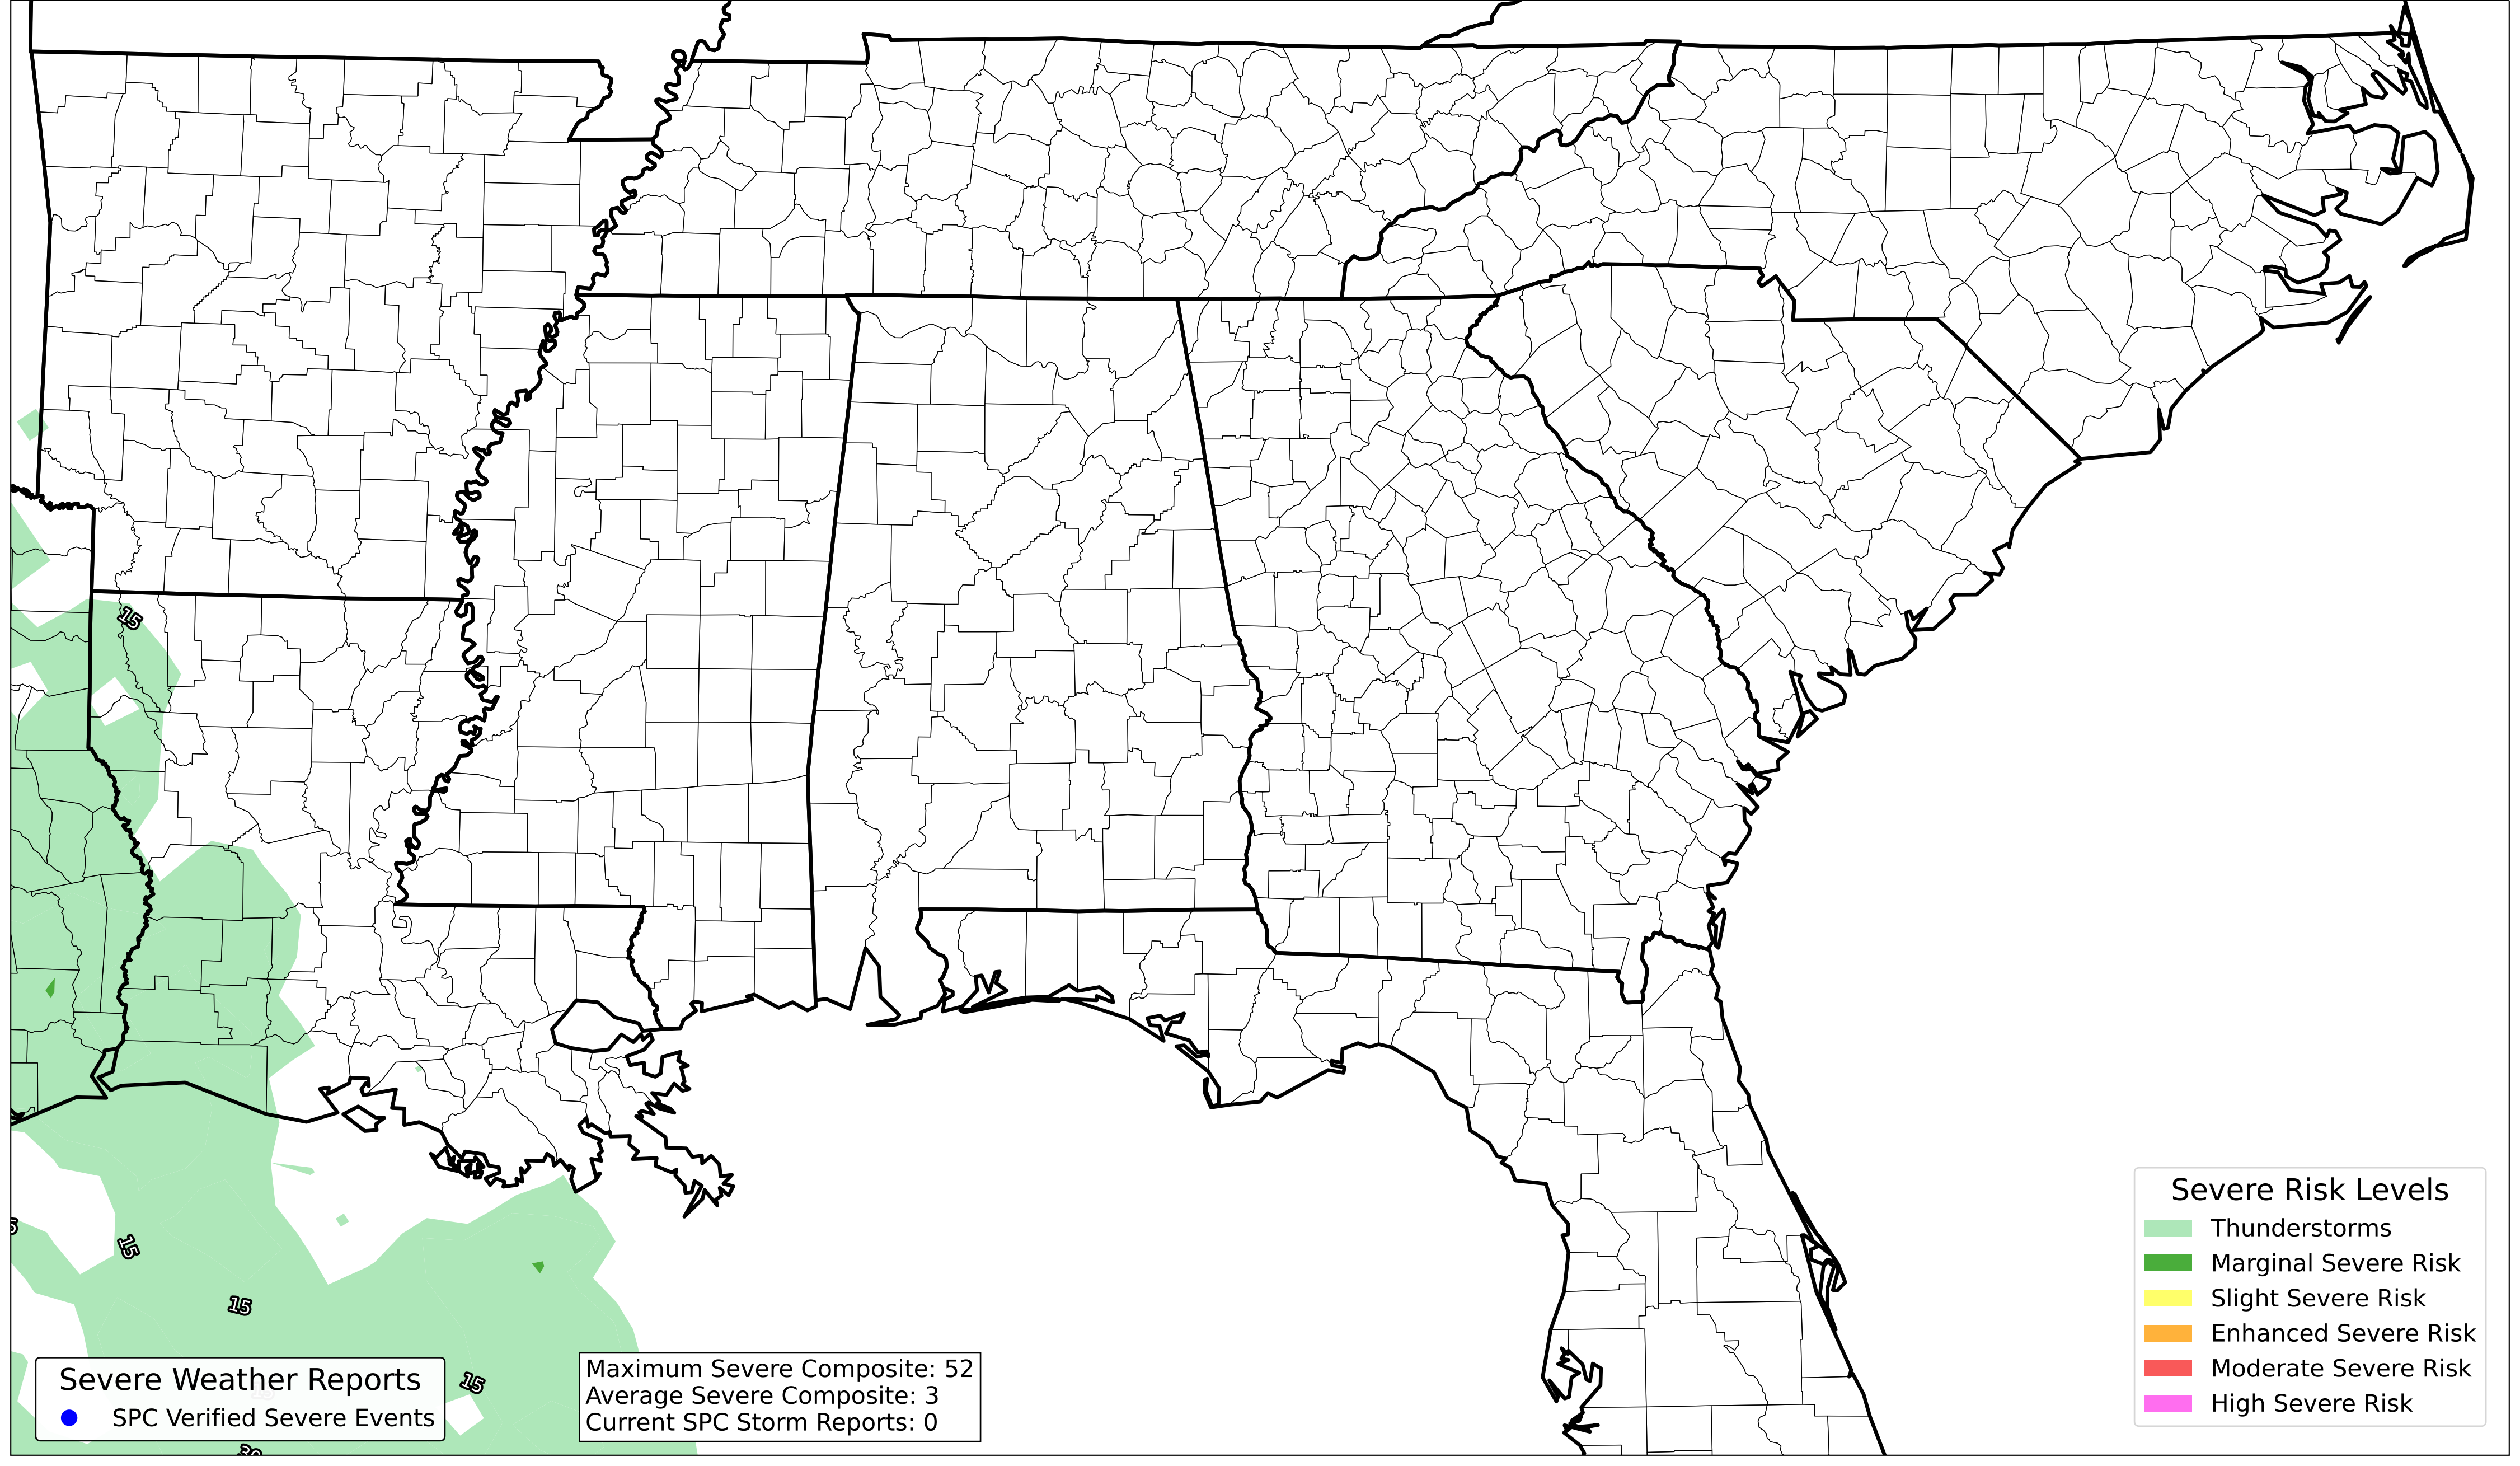 15
15
15
15
Severe Weather Reports
SPC Verified Severe Events
Maximum Severe Composite: 52
Average Severe Composite: 3
Current SPC Storm Reports: 0
Severe Risk Levels
Thunderstorms
Marginal Severe Risk
Slight Severe Risk
Enhanced Severe Risk
Moderate Severe Risk
High Severe Risk